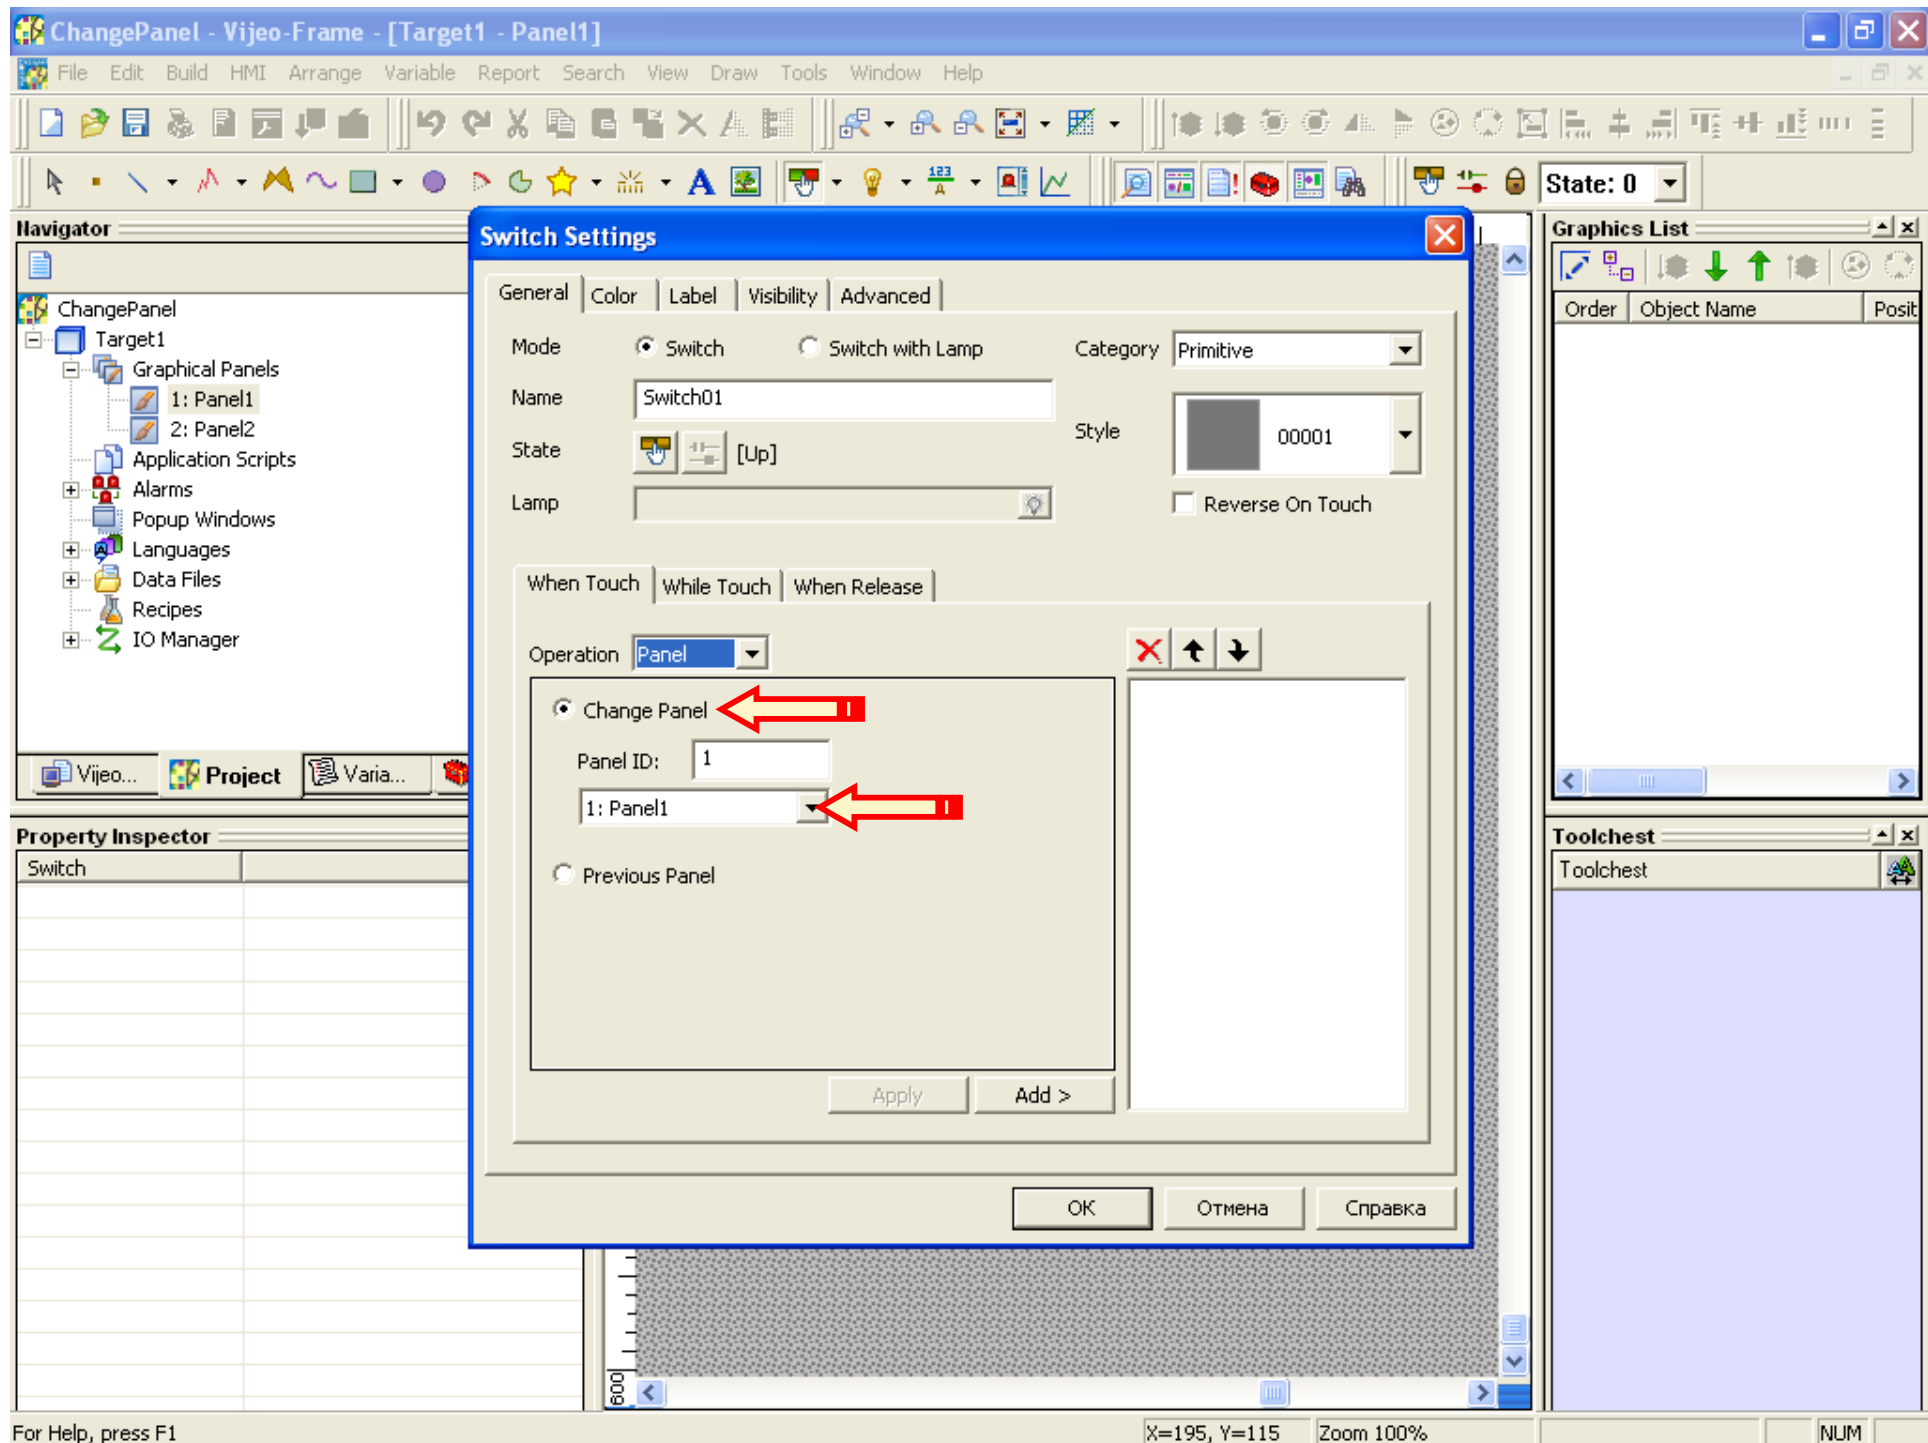 ChangePanel - Vijeo-Frame - [Target1 - Panel1]
File Edit Build HMI Arrange Variable Report Search View Draw Tools Window Help
State: 0
Navigator
ChangePanel
Target1
Graphical Panels
1: Panel1
2: Panel2
Application Scripts
Alarms
Popup Windows
Languages
Data Files
Recipes
IO Manager
Vijeo... Project Varia...
Property Inspector
Switch
Switch Settings
General Color Label Visibility Advanced
Mode Switch Switch with Lamp Category Primitive
Name Switch01
Style 00001
State [Up]
Lamp Reverse On Touch
When Touch While Touch When Release
Operation Panel
Change Panel
Panel ID: 1
1: Panel1
Previous Panel
Apply Add >
OK Отмена Справка
600
Graphics List
Order Object Name Posit
Toolchest
Toolchest
For Help, press F1 X=195, Y=115 Zoom 100% NUM